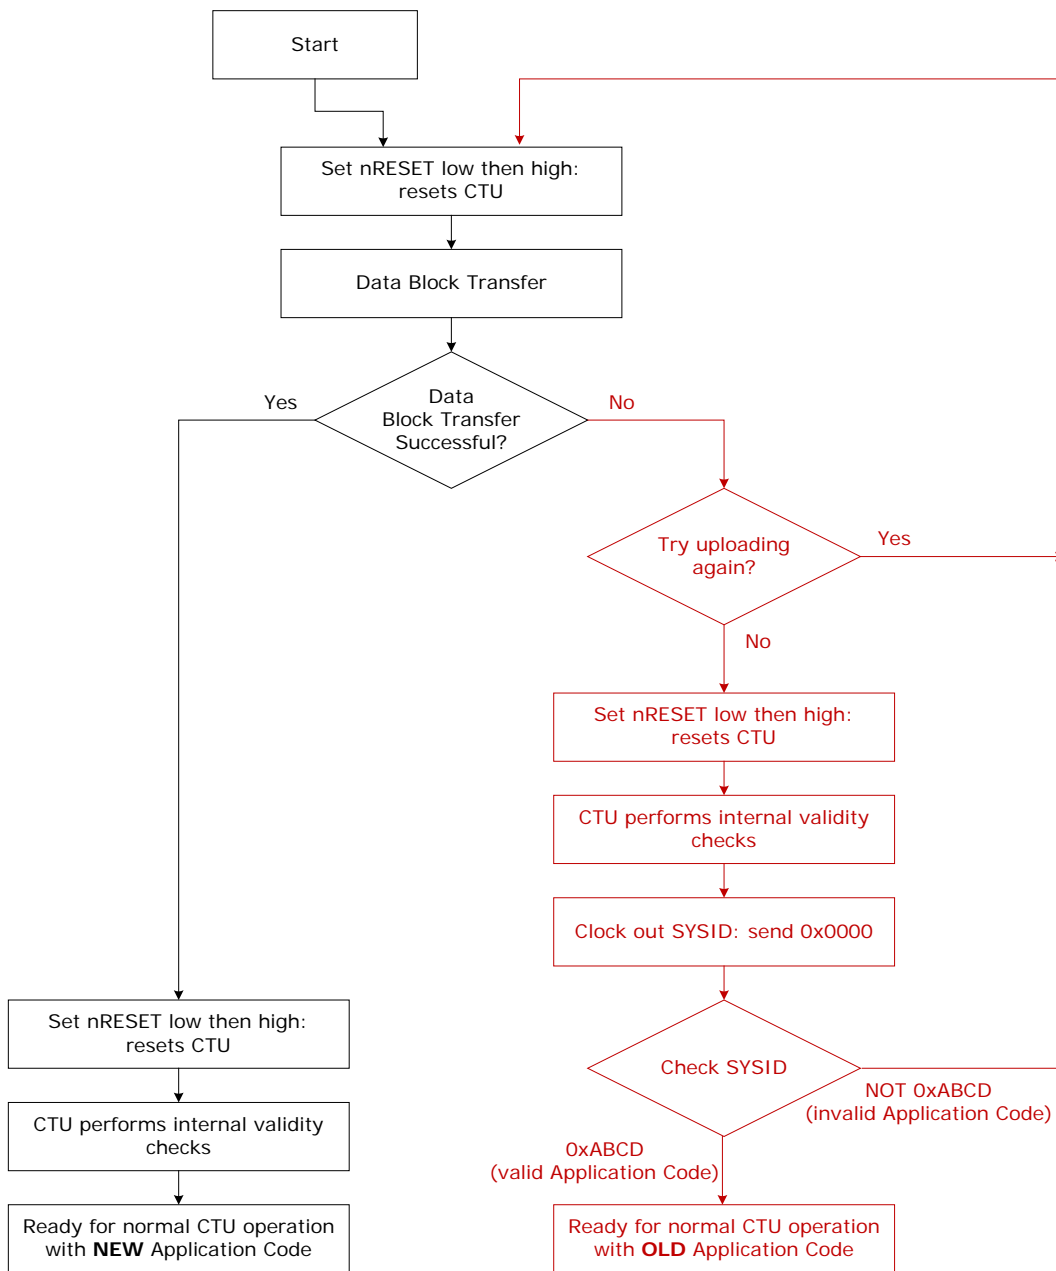 Start
Set nRESET low then high:
resets CTU
Data Block Transfer
Data
Block Transfer
Successful?
Yes
No
Try uploading
again?
Yes
No
Set nRESET low then high:
resets CTU
CTU performs internal validity
checks
Clock out SYSID: send 0x0000
Check SYSID
NOT 0xABCD
(invalid Application Code)
0xABCD
(valid Application Code)
Ready for normal CTU operation
with OLD Application Code
Set nRESET low then high:
resets CTU
CTU performs internal validity
checks
Ready for normal CTU operation
with NEW Application Code